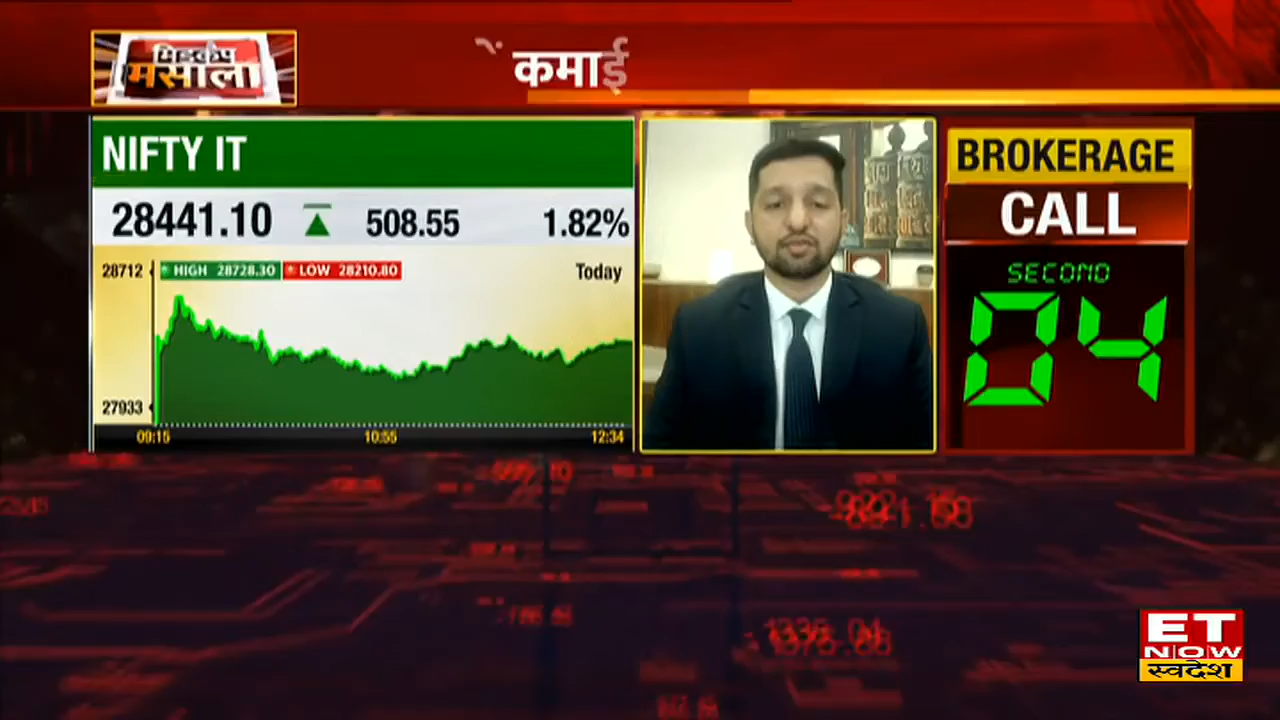 मिडकैप
मसाला
कमाई
NIFTY IT
28441.10 508.55 1.82%
28712
HIGH 28728.30 LOW 28210.80
Today
27933
09:15 10:55 12:34
BROKERAGE
CALL
SECOND
04
ET
NOW
स्वदेश